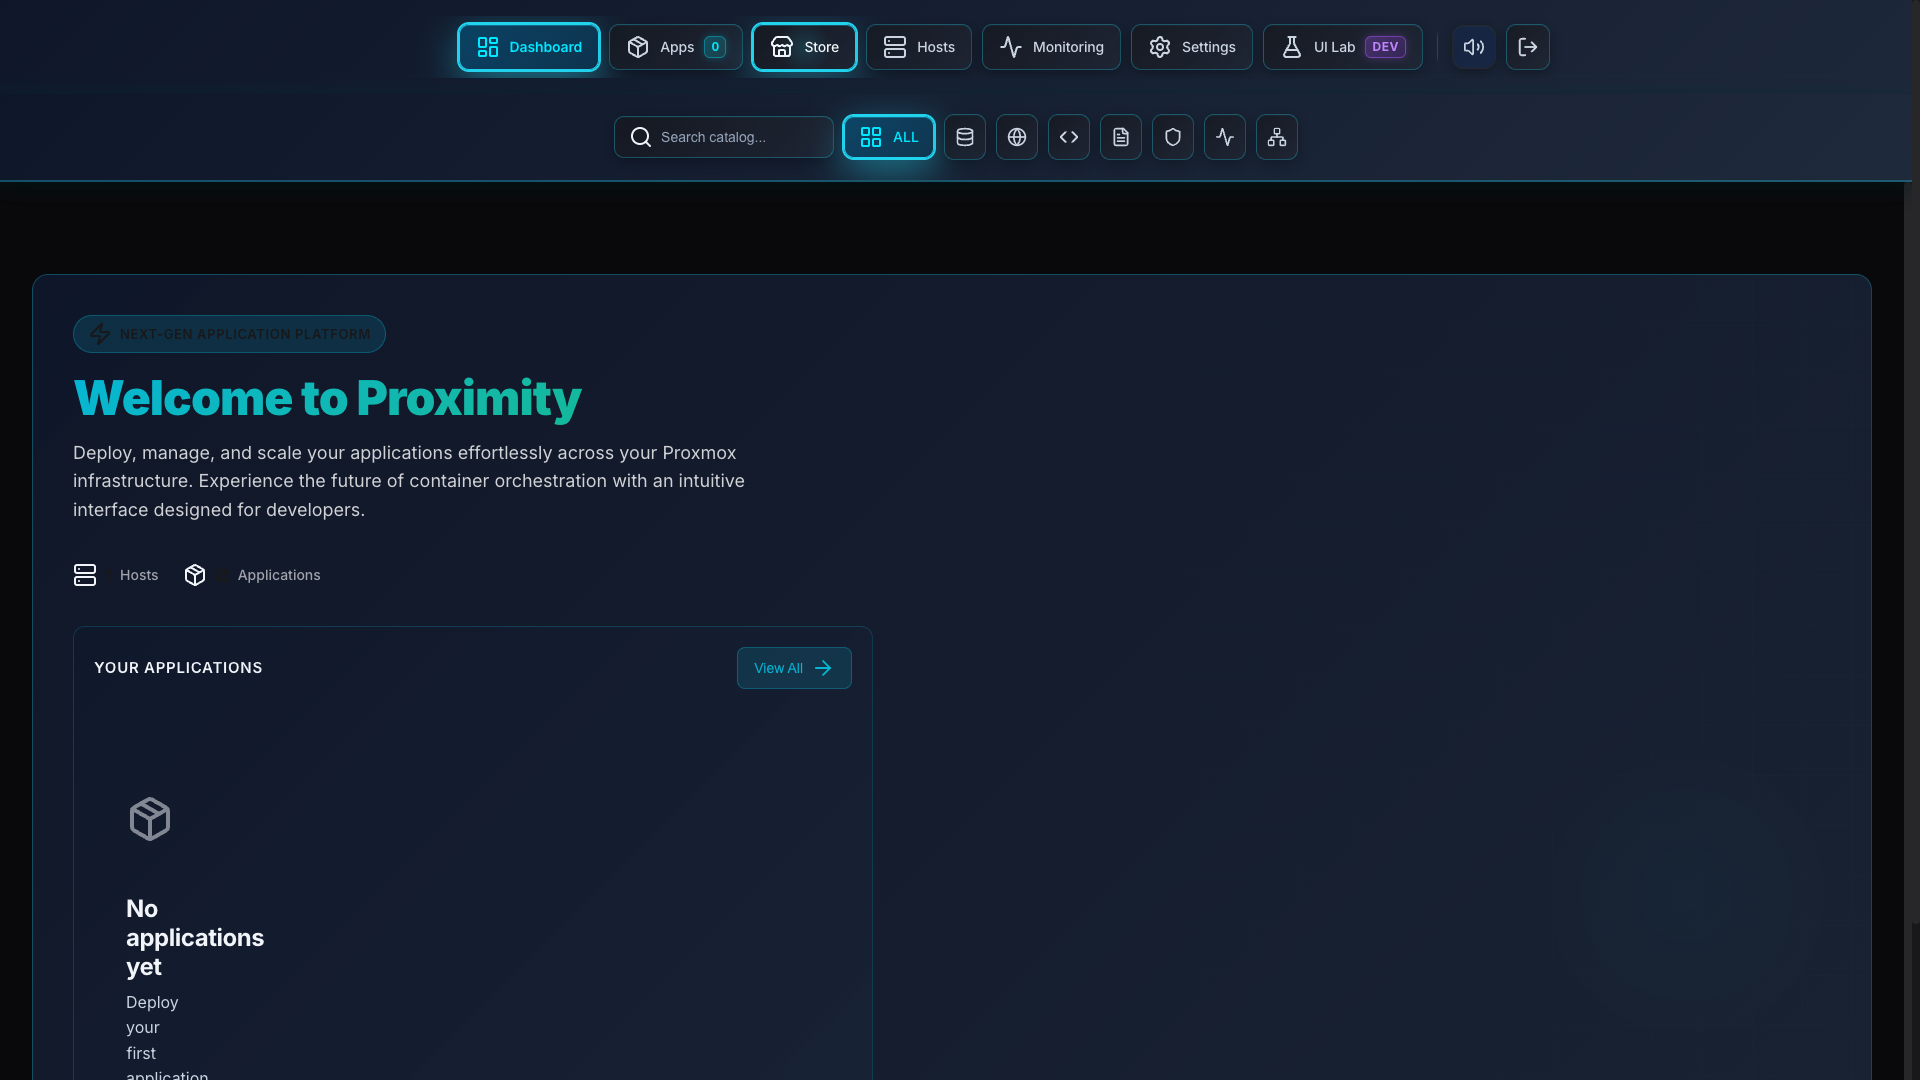 Dashboard
Apps 0
Store
Hosts
Monitoring
Settings
UI Lab DEV
Search catalog...
ALL
NEXT-GEN APPLICATION PLATFORM
Welcome to Proximity
Deploy, manage, and scale your applications effortlessly across your Proxmox
infrastructure. Experience the future of container orchestration with an intuitive
interface designed for developers.
Hosts
Applications
YOUR APPLICATIONS
View All
No
applications
yet
Deploy
your
first
application